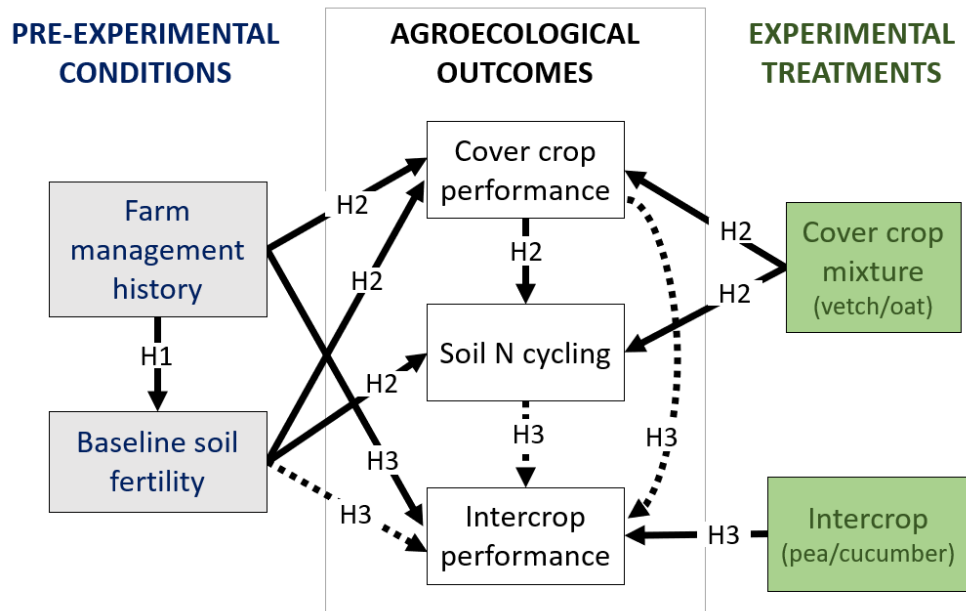 PRE-EXPERIMENTAL
CONDITIONS
AGROECOLOGICAL
OUTCOMES
EXPERIMENTAL
TREATMENTS
Farm
management
history
H1
Baseline soil
fertility
H2
H2
H2
H3
H3
Cover crop
performance
H2
Soil N cycling
H3
Intercrop
performance
H3
H2
H2
H3
Cover crop
mixture
(vetch/oat)
Intercrop
(pea/cucumber)